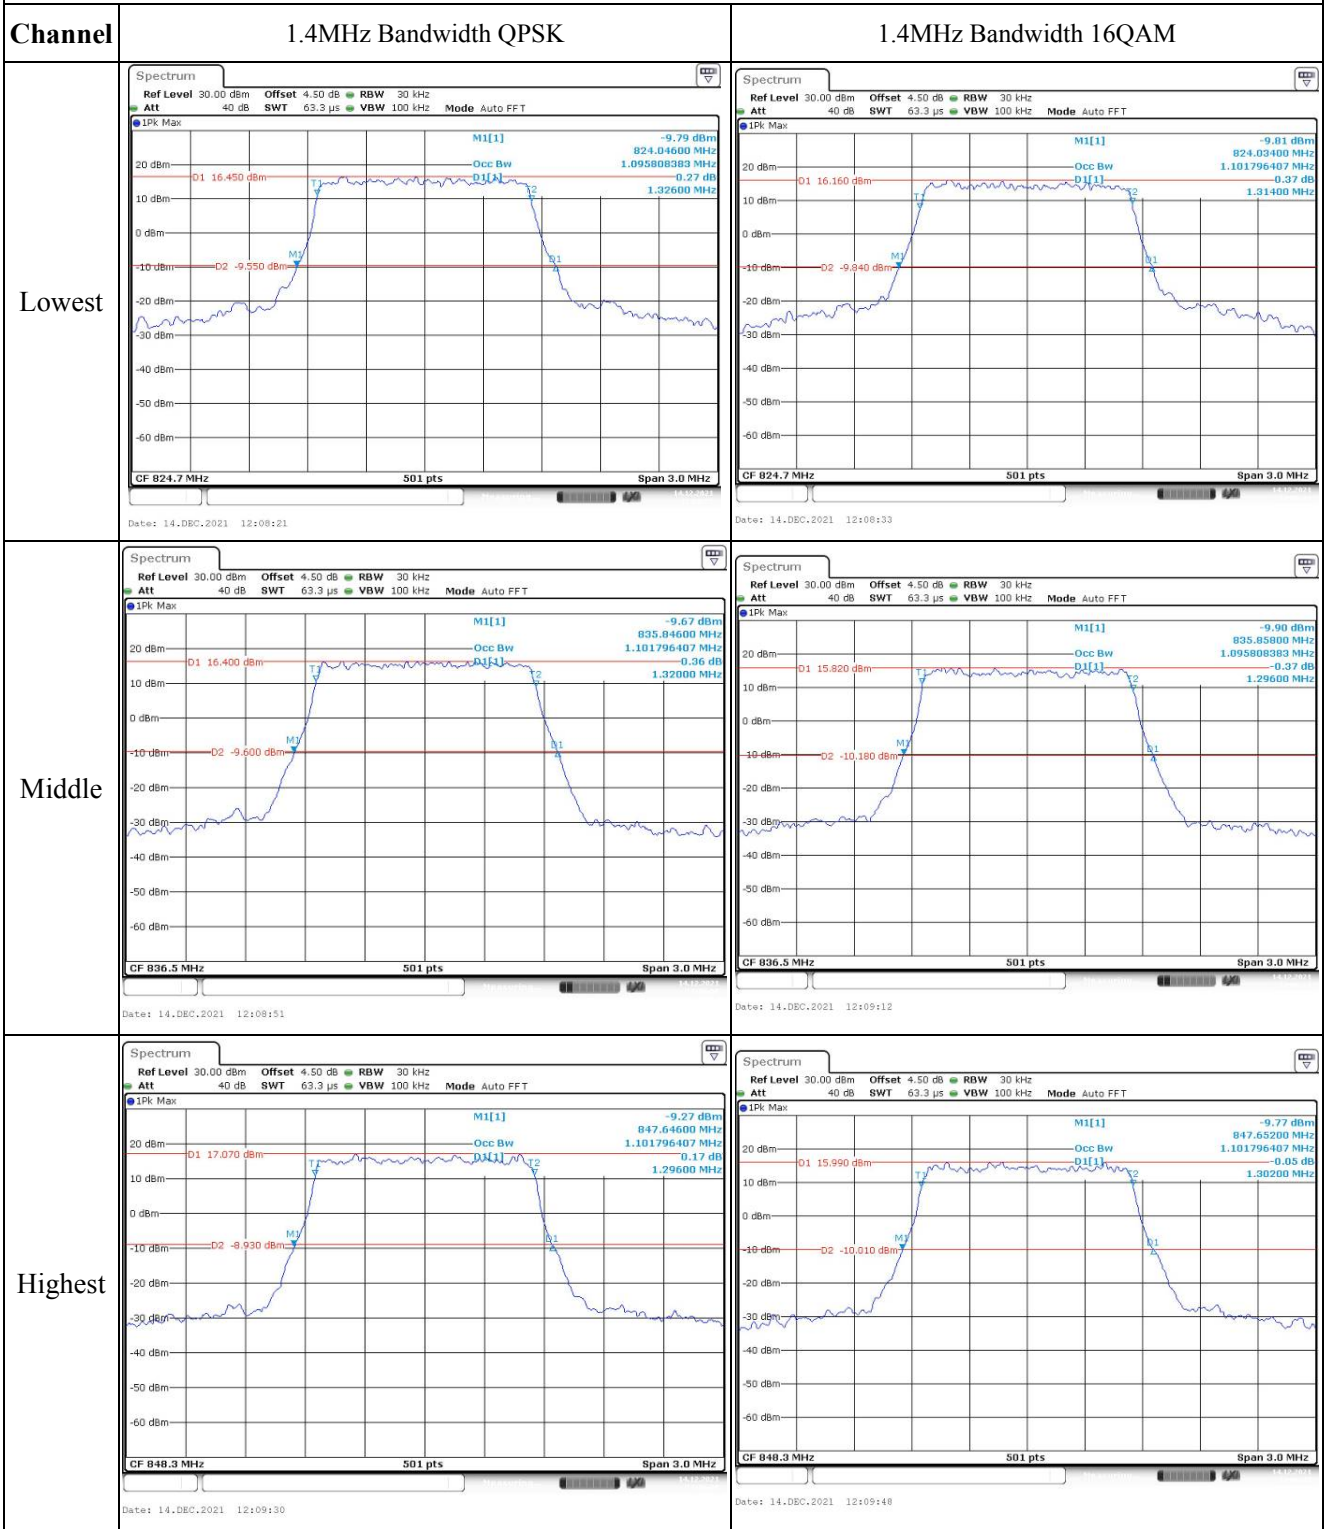 Channel 1.4MHz Bandwidth QPSK 1.4MHz Bandwidth 16QAM
Lowest
Spectrum
Ref Level 30.00 dBm Offset 4.50 dB RBW 30 kHz
Att 40 dB SWT 63.3 µs VBW 100 kHz Mode Auto FFT
1Pk Max
M1[1] -9.79 dBm
824.04600 MHz
20 dBm Occ Bw 1.095808383 MHz
D1 16.450 dBm T1 D1[1] 0.27 dB
T2 1.32600 MHz
10 dBm
0 dBm
M1 D1
-10 dBm D2 -9.550 dBm
-20 dBm
-30 dBm
-40 dBm
-50 dBm
-60 dBm
CF 824.7 MHz 501 pts Span 3.0 MHz
Date: 14.DEC.2021 12:08:21
Spectrum
Ref Level 30.00 dBm Offset 4.50 dB RBW 30 kHz
Att 40 dB SWT 63.3 µs VBW 100 kHz Mode Auto FFT
1Pk Max
M1[1] -9.81 dBm
824.03400 MHz
20 dBm Occ Bw 1.101796407 MHz
D1 16.160 dBm D1[1] 0.37 dB
T1 T2 1.31400 MHz
10 dBm
0 dBm
M1 D1
-10 dBm D2 -9.840 dBm
-20 dBm
-30 dBm
-40 dBm
-50 dBm
-60 dBm
CF 824.7 MHz 501 pts Span 3.0 MHz
Date: 14.DEC.2021 12:08:33
Middle
Spectrum
Ref Level 30.00 dBm Offset 4.50 dB RBW 30 kHz
Att 40 dB SWT 63.3 µs VBW 100 kHz Mode Auto FFT
1Pk Max
M1[1] -9.67 dBm
835.84600 MHz
20 dBm Occ Bw 1.101796407 MHz
D1 16.400 dBm T1 D1[1] 0.36 dB
T2 1.32000 MHz
10 dBm
0 dBm
M1 D1
-10 dBm D2 -9.600 dBm
-20 dBm
-30 dBm
-40 dBm
-50 dBm
-60 dBm
CF 836.5 MHz 501 pts Span 3.0 MHz
Date: 14.DEC.2021 12:08:51
Spectrum
Ref Level 30.00 dBm Offset 4.50 dB RBW 30 kHz
Att 40 dB SWT 63.3 µs VBW 100 kHz Mode Auto FFT
1Pk Max
M1[1] -9.90 dBm
835.85800 MHz
20 dBm Occ Bw 1.095808383 MHz
D1 15.820 dBm T1 D1[1] -0.37 dB
T2 1.29600 MHz
10 dBm
0 dBm
M1 D1
-10 dBm D2 -10.180 dBm
-20 dBm
-30 dBm
-40 dBm
-50 dBm
-60 dBm
CF 836.5 MHz 501 pts Span 3.0 MHz
Date: 14.DEC.2021 12:09:12
Highest
Spectrum
Ref Level 30.00 dBm Offset 4.50 dB RBW 30 kHz
Att 40 dB SWT 63.3 µs VBW 100 kHz Mode Auto FFT
1Pk Max
M1[1] -9.27 dBm
847.64600 MHz
20 dBm Occ Bw 1.101796407 MHz
D1 17.070 dBm T1 D1[1] 0.17 dB
T2 1.29600 MHz
10 dBm
0 dBm
M1 D1
-10 dBm D2 -8.930 dBm
-20 dBm
-30 dBm
-40 dBm
-50 dBm
-60 dBm
CF 848.3 MHz 501 pts Span 3.0 MHz
Date: 14.DEC.2021 12:09:30
Spectrum
Ref Level 30.00 dBm Offset 4.50 dB RBW 30 kHz
Att 40 dB SWT 63.3 µs VBW 100 kHz Mode Auto FFT
1Pk Max
M1[1] -9.77 dBm
847.65200 MHz
20 dBm Occ Bw 1.101796407 MHz
D1 15.990 dBm D1[1] -0.05 dB
T1 T2 1.30200 MHz
10 dBm
0 dBm
M1 D1
-10 dBm D2 -10.010 dBm
-20 dBm
-30 dBm
-40 dBm
-50 dBm
-60 dBm
CF 848.3 MHz 501 pts Span 3.0 MHz
Date: 14.DEC.2021 12:09:48